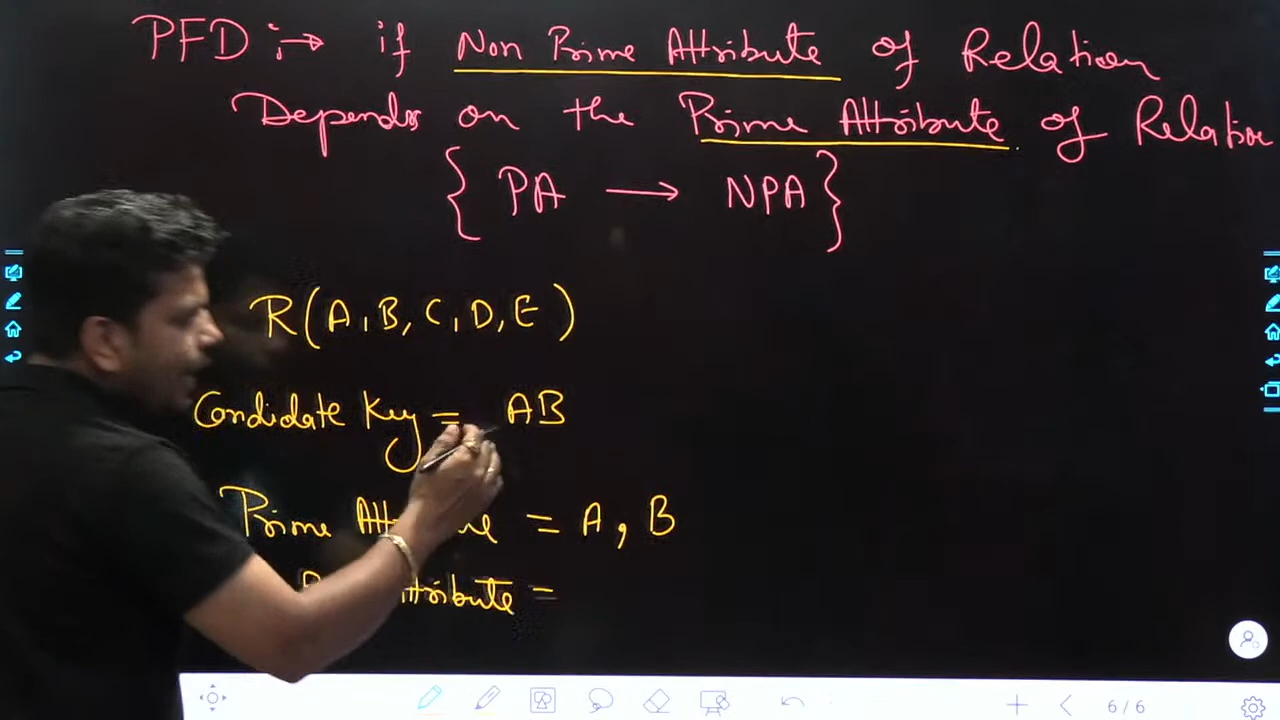 PFD :→ if Non Prime Attribute of Relation
Depends on the Prime Attribute of Relation
{ PA → NPA }
R(A, B, C, D, E)
Candidate Key = AB
Prime = A, B
Attribute =
6/6